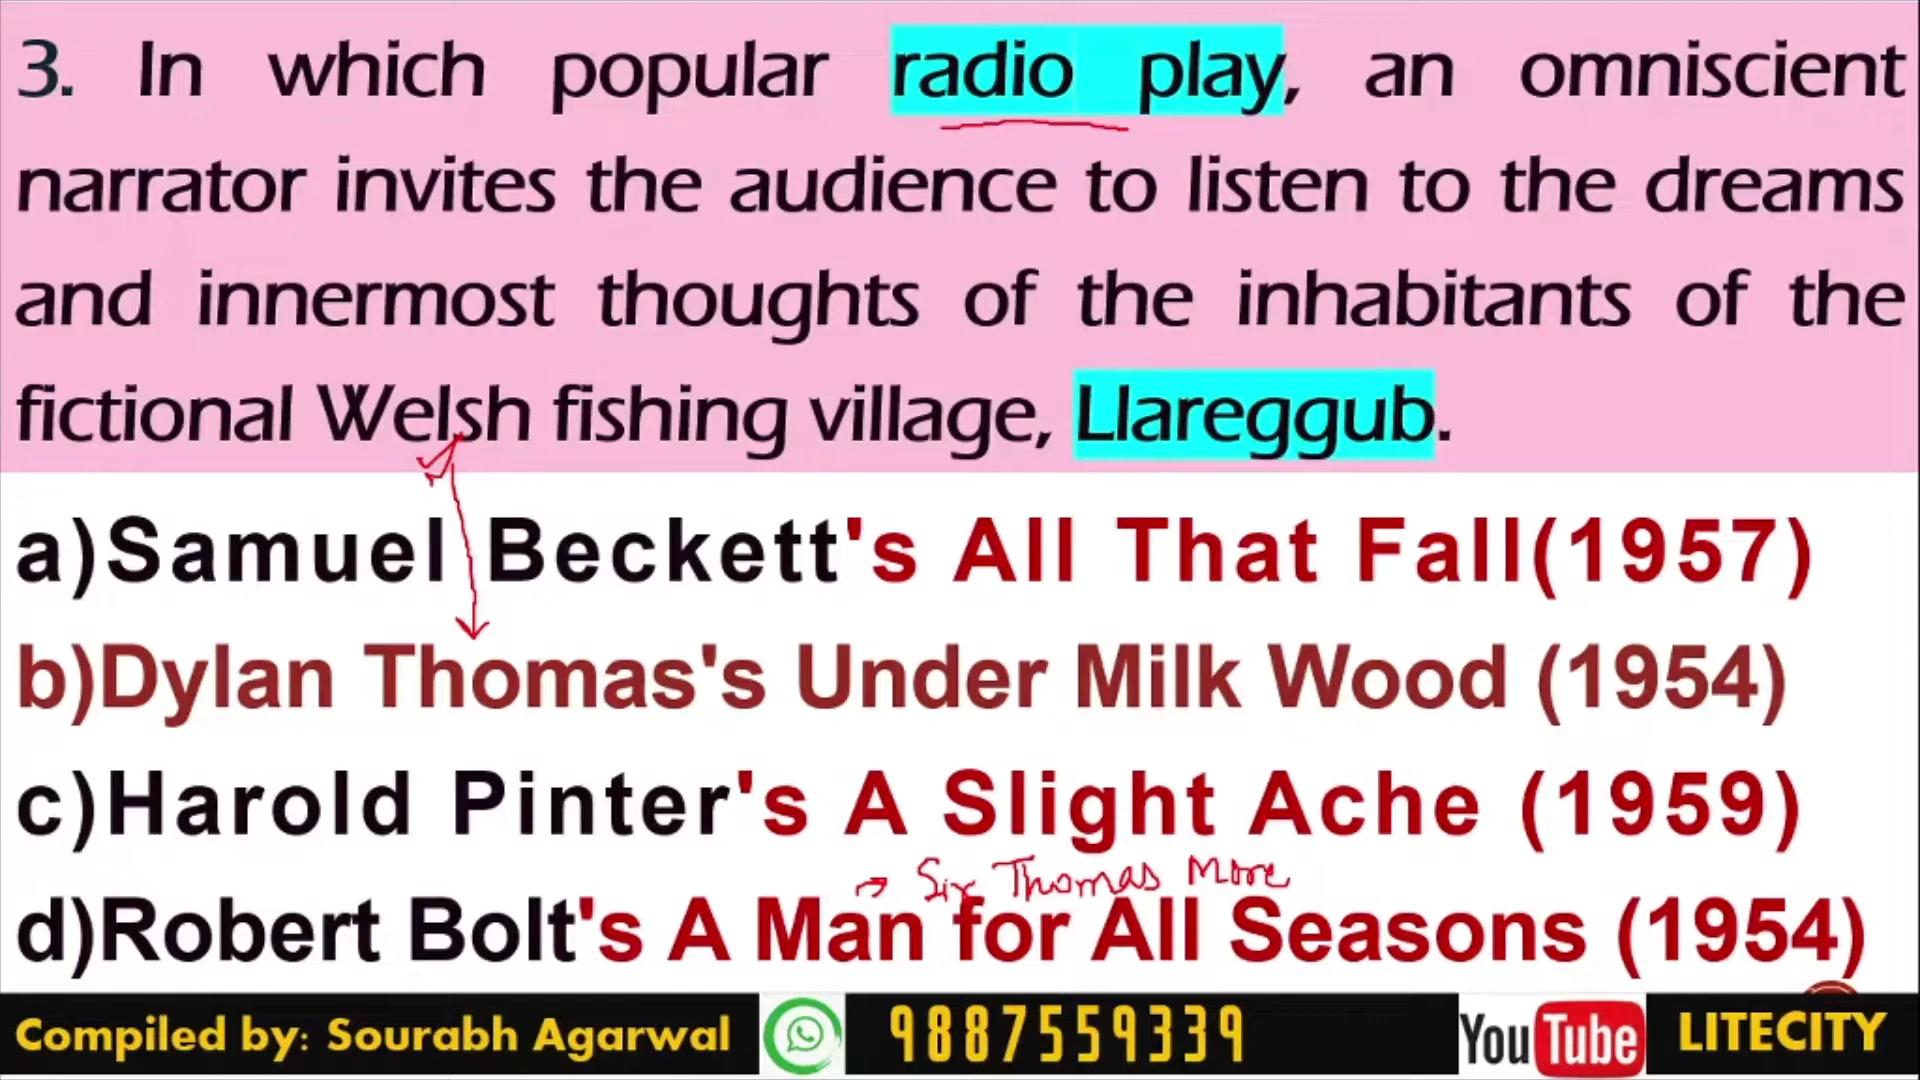 3. In which popular radio play, an omniscient
narrator invites the audience to listen to the dreams
and innermost thoughts of the inhabitants of the
fictional Welsh fishing village, Llareggub.
a)Samuel Beckett's All That Fall(1957)
b)Dylan Thomas's Under Milk Wood (1954)
c)Harold Pinter's A Slight Ache (1959)
→ Sir Thomas More
d)Robert Bolt's A Man for All Seasons (1954)
Compiled by: Sourabh Agarwal 9887559339 YouTube LITECITY